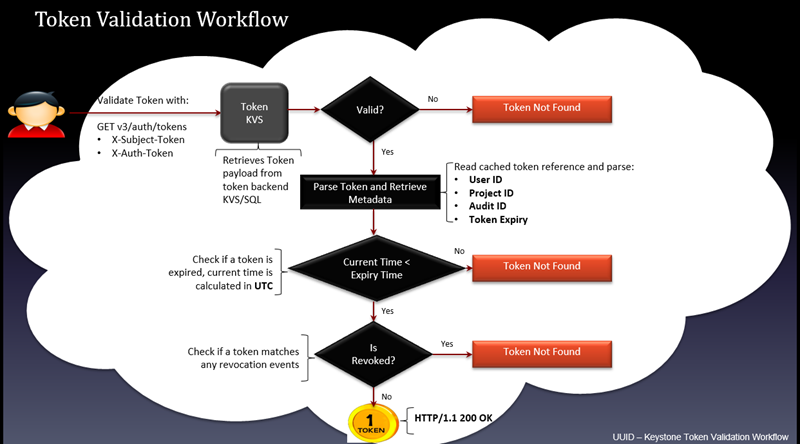 Token Validation Workflow
Validate Token with:
GET v3/auth/tokens
• X-Subject-Token
• X-Auth-Token
Token
KVS
Retrieves Token
payload from
token backend
KVS/SQL
Valid?
No
Token Not Found
Yes
Parse Token and Retrieve
Metadata
Read cached token reference and parse:
• User ID
• Project ID
• Audit ID
• Token Expiry
Check if a token is
expired, current time is
calculated in UTC
Current Time <
Expiry Time
No
Token Not Found
Yes
Check if a token matches
any revocation events
Is
Revoked?
Yes
Token Not Found
No
1
TOKEN
HTTP/1.1 200 OK
UUID – Keystone Token Validation Workflow